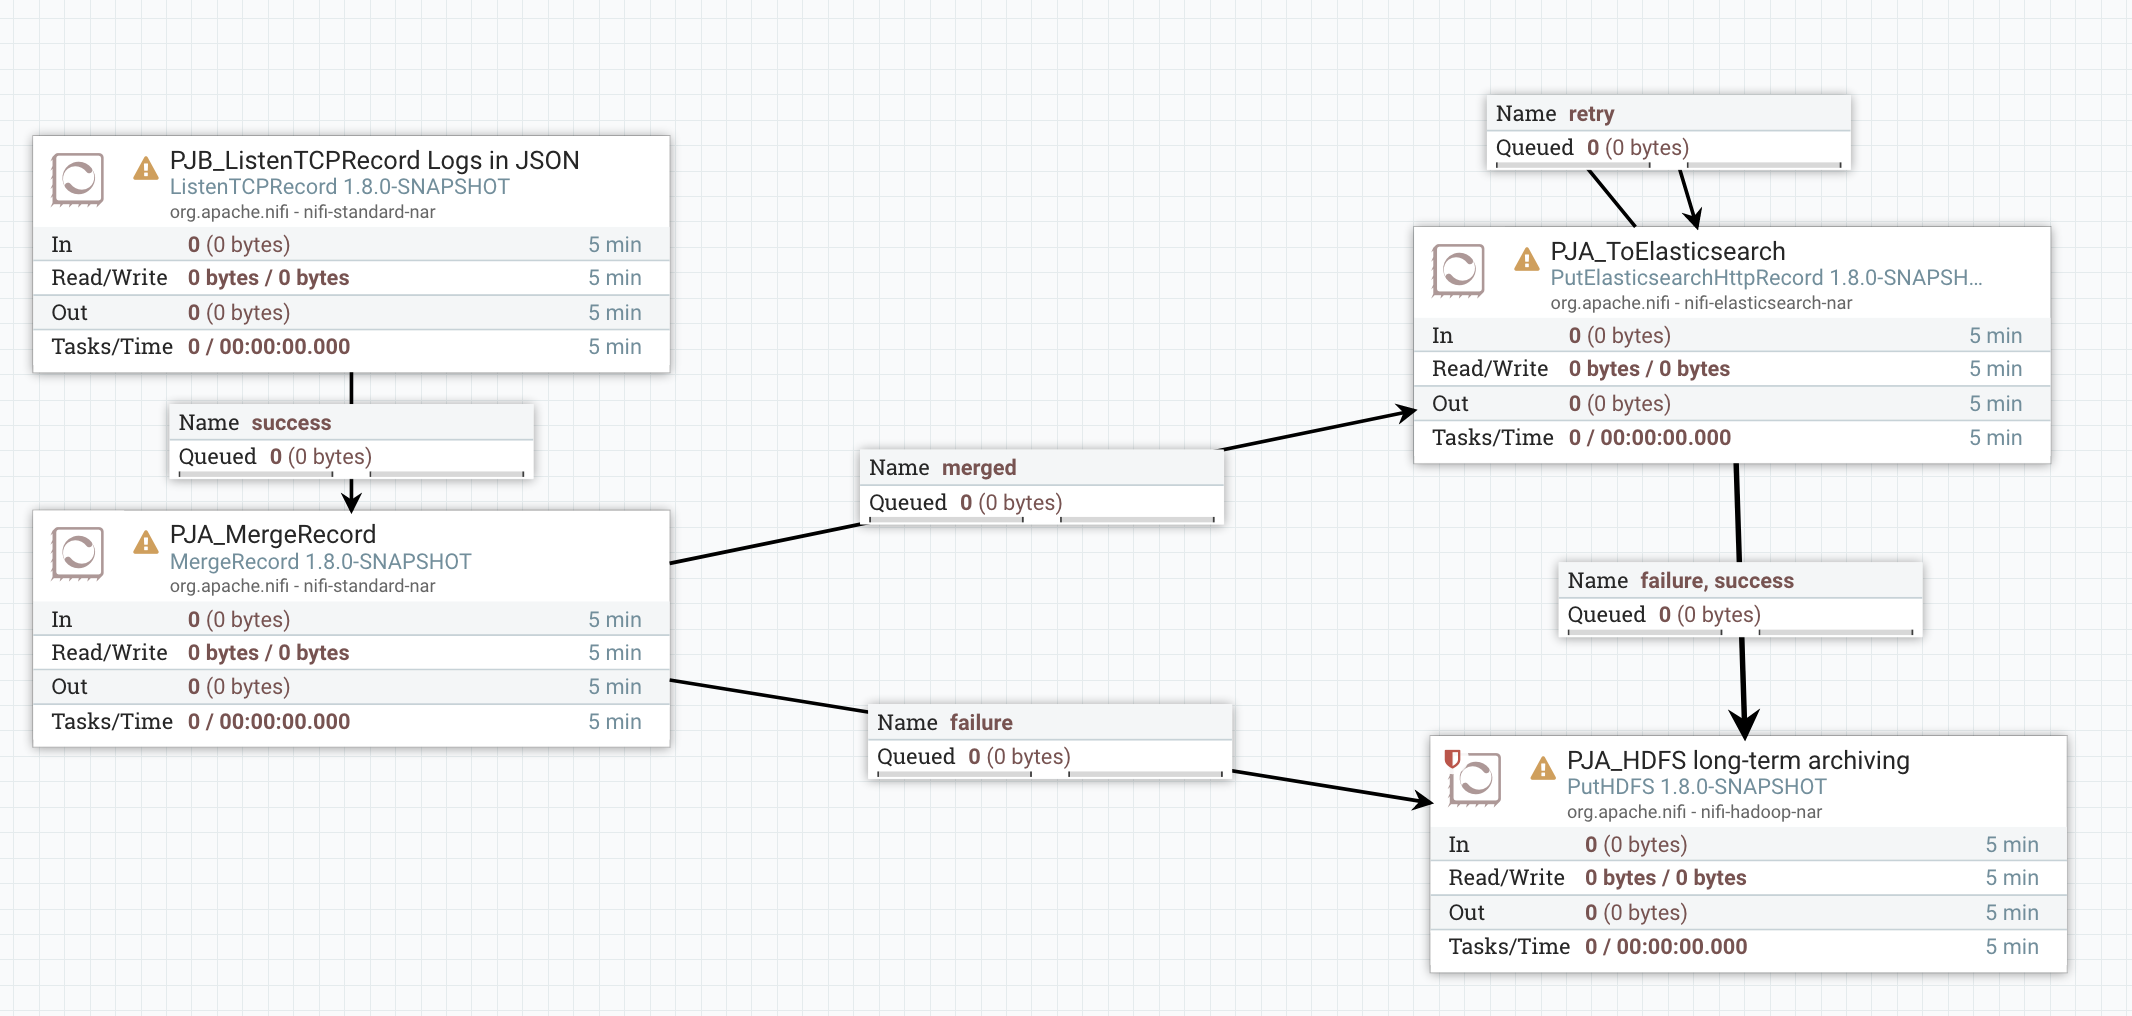 PJB_ListenTCPRecord Logs in JSON
ListenTCPRecord 1.8.0-SNAPSHOT
org.apache.nifi - nifi-standard-nar
In 0 (0 bytes) 5 min
Read/Write 0 bytes / 0 bytes 5 min
Out 0 (0 bytes) 5 min
Tasks/Time 0 / 00:00:00.000 5 min
Name success
Queued 0 (0 bytes)
PJA_MergeRecord
MergeRecord 1.8.0-SNAPSHOT
org.apache.nifi - nifi-standard-nar
In 0 (0 bytes) 5 min
Read/Write 0 bytes / 0 bytes 5 min
Out 0 (0 bytes) 5 min
Tasks/Time 0 / 00:00:00.000 5 min
Name merged
Queued 0 (0 bytes)
Name failure
Queued 0 (0 bytes)
Name retry
Queued 0 (0 bytes)
PJA_ToElasticsearch
PutElasticsearchHttpRecord 1.8.0-SNAPSH...
org.apache.nifi - nifi-elasticsearch-nar
In 0 (0 bytes) 5 min
Read/Write 0 bytes / 0 bytes 5 min
Out 0 (0 bytes) 5 min
Tasks/Time 0 / 00:00:00.000 5 min
Name failure, success
Queued 0 (0 bytes)
PJA_HDFS long-term archiving
PutHDFS 1.8.0-SNAPSHOT
org.apache.nifi - nifi-hadoop-nar
In 0 (0 bytes) 5 min
Read/Write 0 bytes / 0 bytes 5 min
Out 0 (0 bytes) 5 min
Tasks/Time 0 / 00:00:00.000 5 min